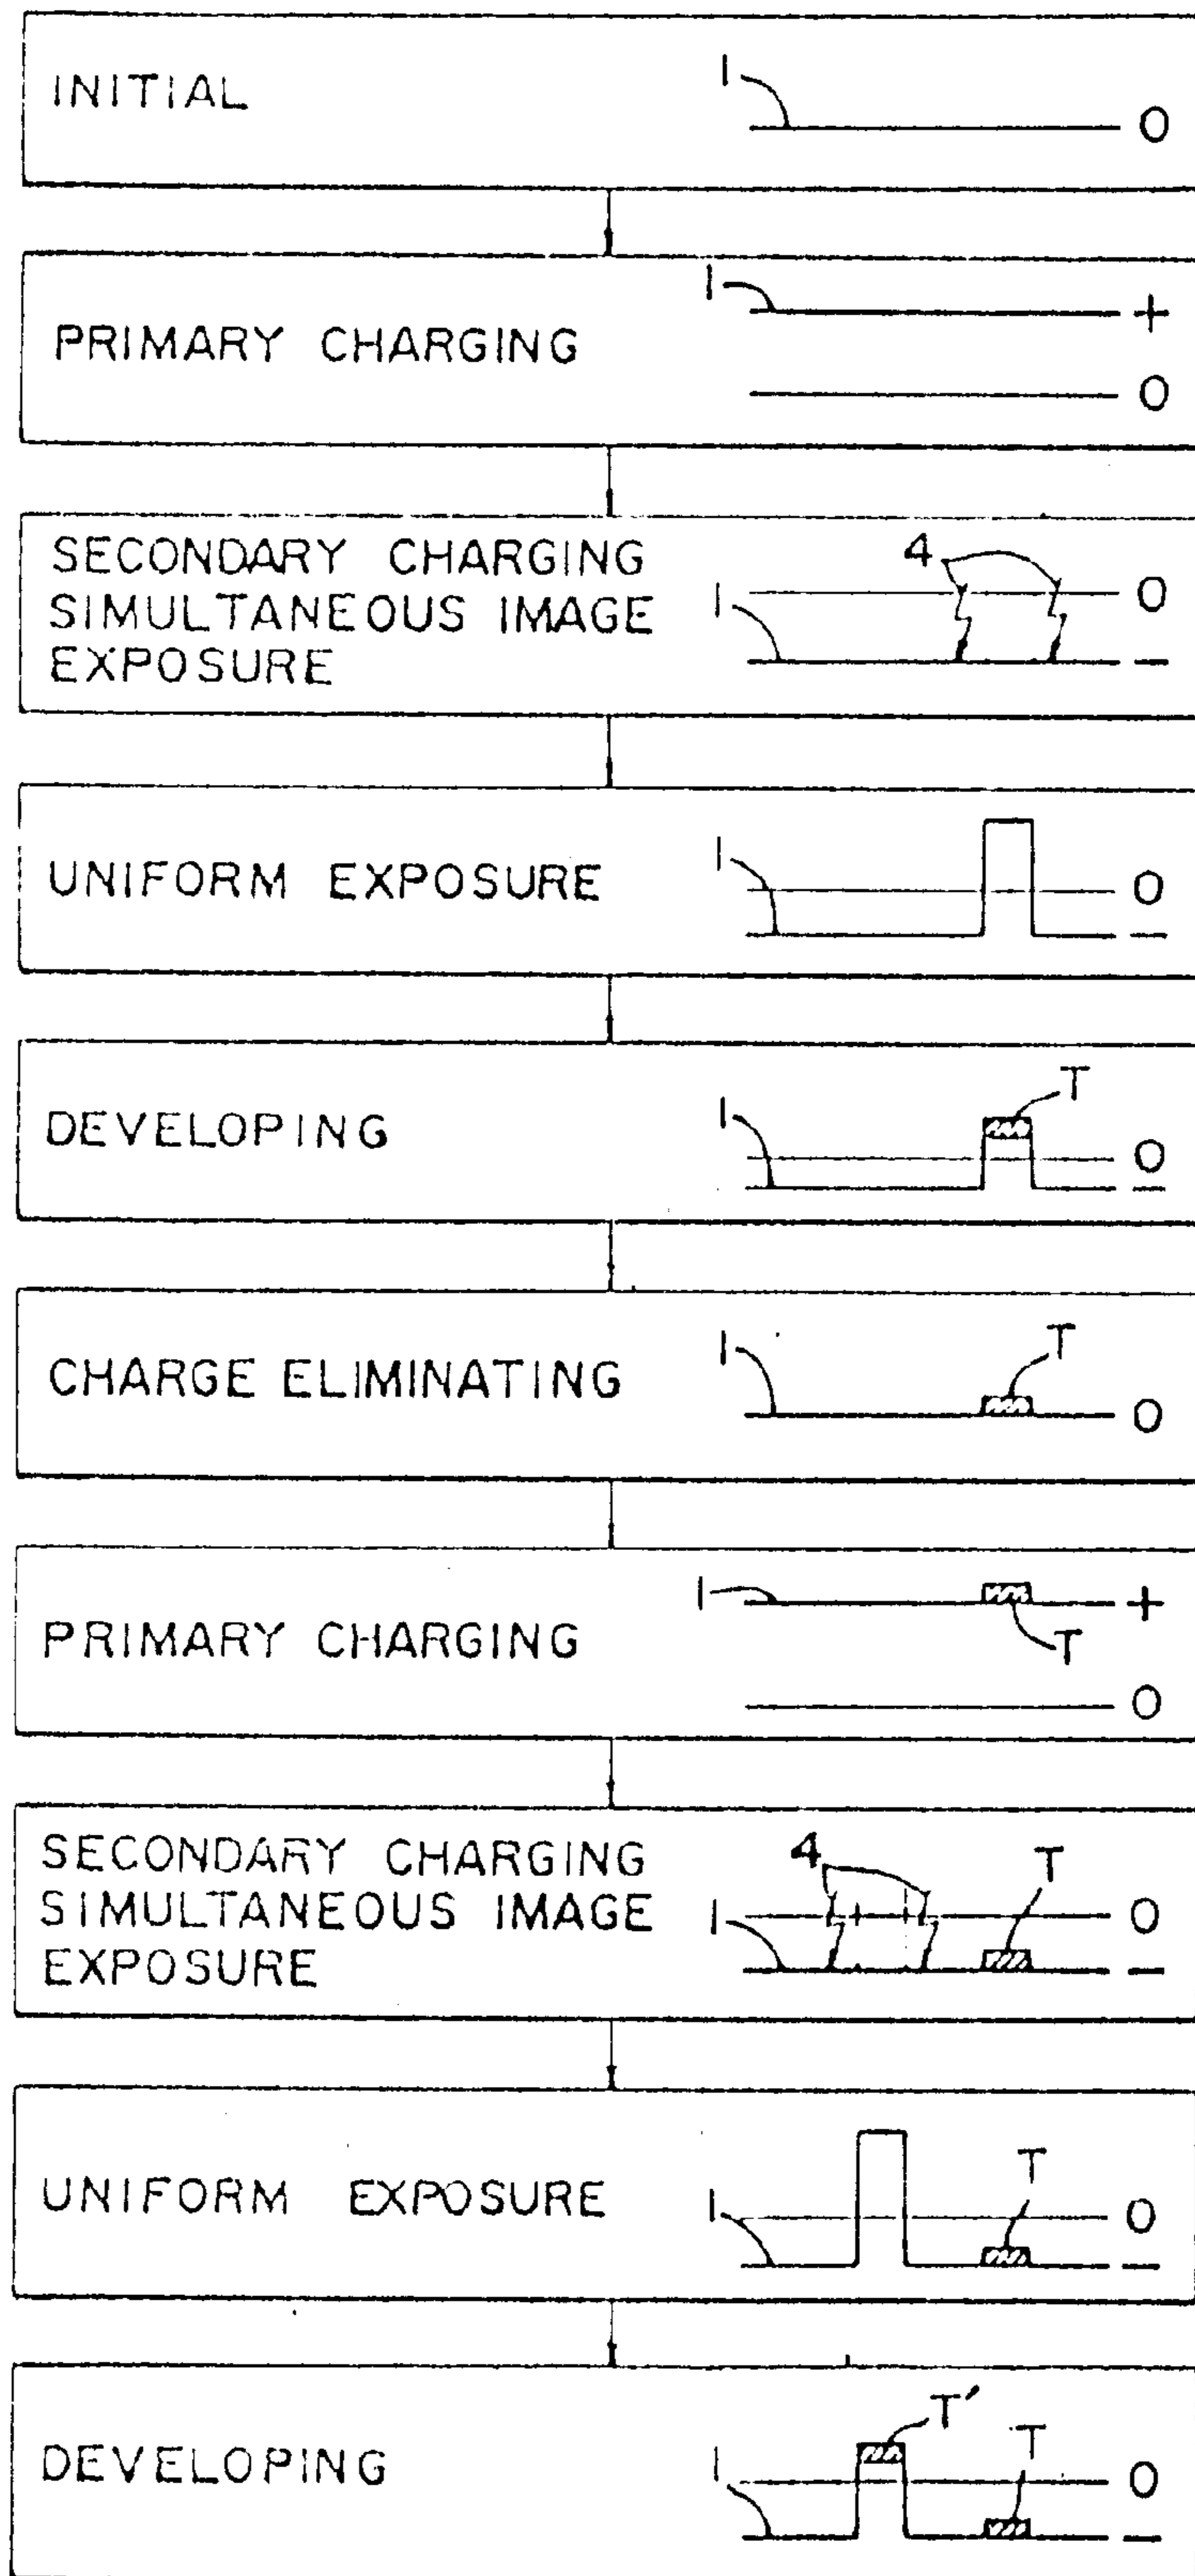 INITIAL
1
0
PRIMARY CHARGING
1
+
0
SECONDARY CHARGING
SIMULTANEOUS IMAGE
EXPOSURE
4
1
0
−
UNIFORM EXPOSURE
1
0
−
DEVELOPING
1
T
0
−
CHARGE ELIMINATING
1
T
0
PRIMARY CHARGING
1
+
T
0
SECONDARY CHARGING
SIMULTANEOUS IMAGE
EXPOSURE
4
T
1
0
−
UNIFORM EXPOSURE
T
1
0
−
DEVELOPING
T'
T
1
0
−